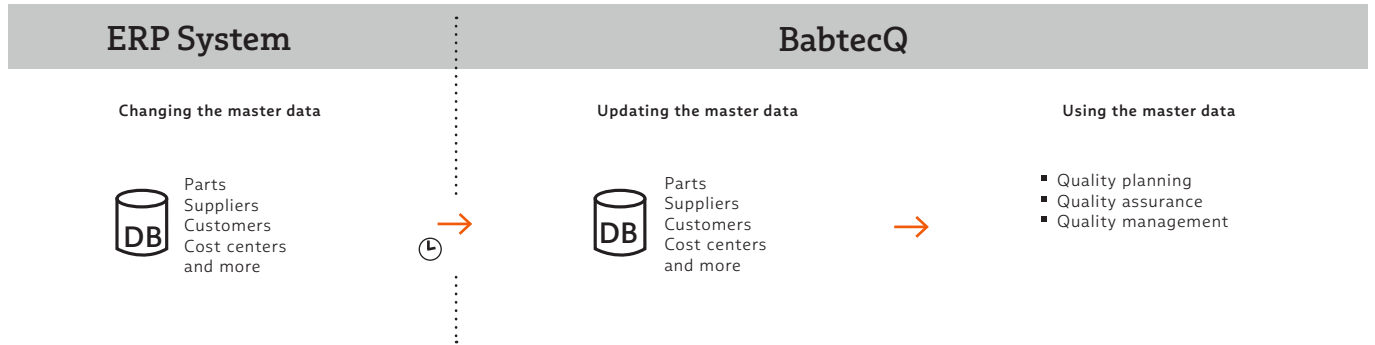 ERP System
BabtecQ
Changing the master data
Updating the master data
Using the master data
DB
Parts
Suppliers
Customers
Cost centers
and more
DB
Parts
Suppliers
Customers
Cost centers
and more
▪ Quality planning
▪ Quality assurance
▪ Quality management